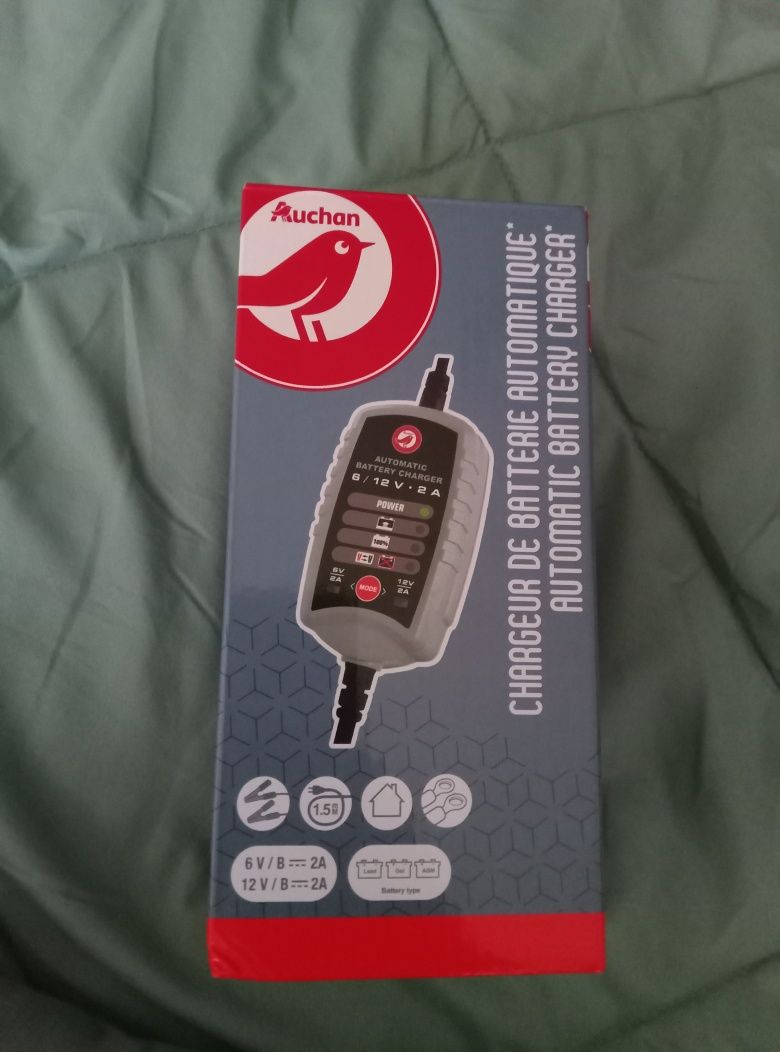 Auchan
CHARGEUR DE BATTERIE AUTOMATIQUE*
AUTOMATIC BATTERY CHARGER*
AUTOMATIC
BATTERY CHARGER
6 / 12 V • 2 A
POWER
100%
6V
2A
MODE
12V
2A
1.5 m
6 V / B ⎓ 2A
12 V / B ⎓ 2A
Lead Gel AGM
Battery type